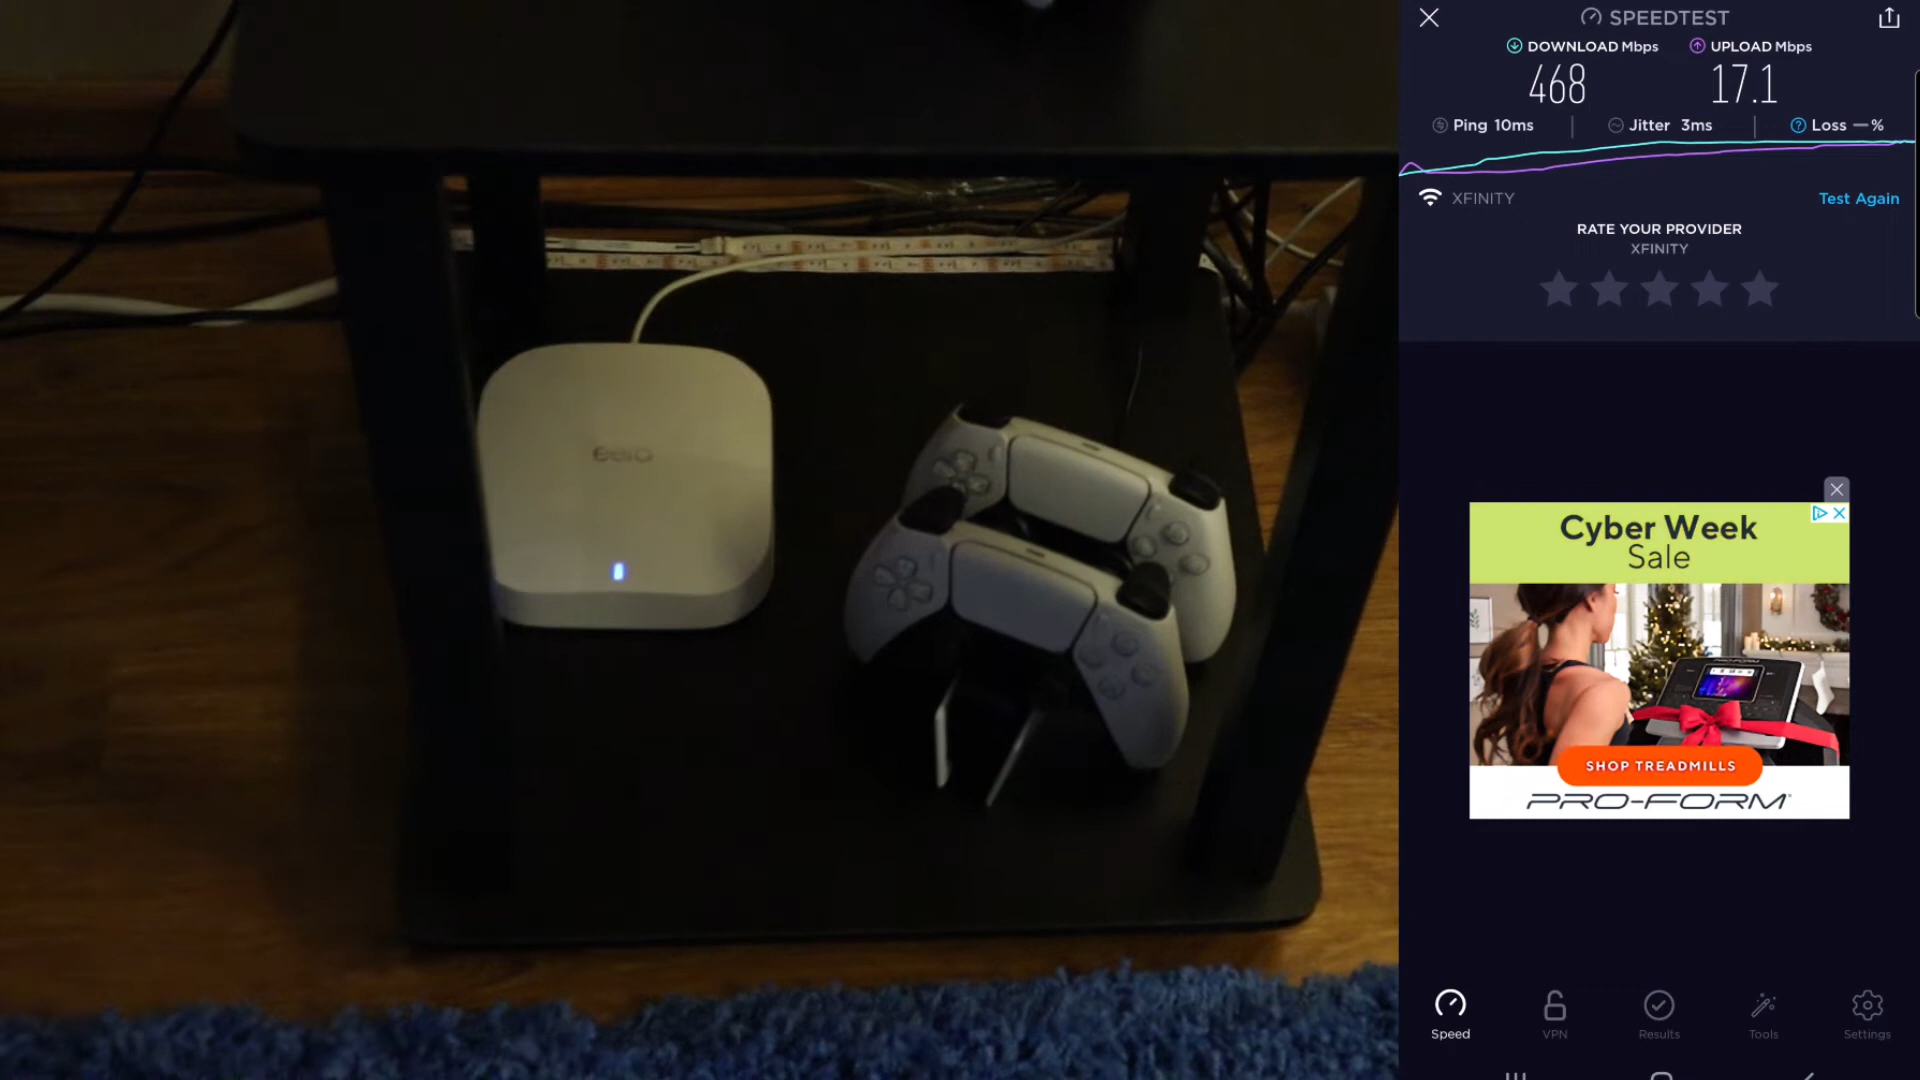 eero
SPEEDTEST
DOWNLOAD Mbps
UPLOAD Mbps
468
17.1
Ping 10ms
Jitter 3ms
Loss — %
XFINITY
Test Again
RATE YOUR PROVIDER
XFINITY
Cyber Week
Sale
SHOP TREADMILLS
PRO-FORM
Speed
VPN
Results
Tools
Settings